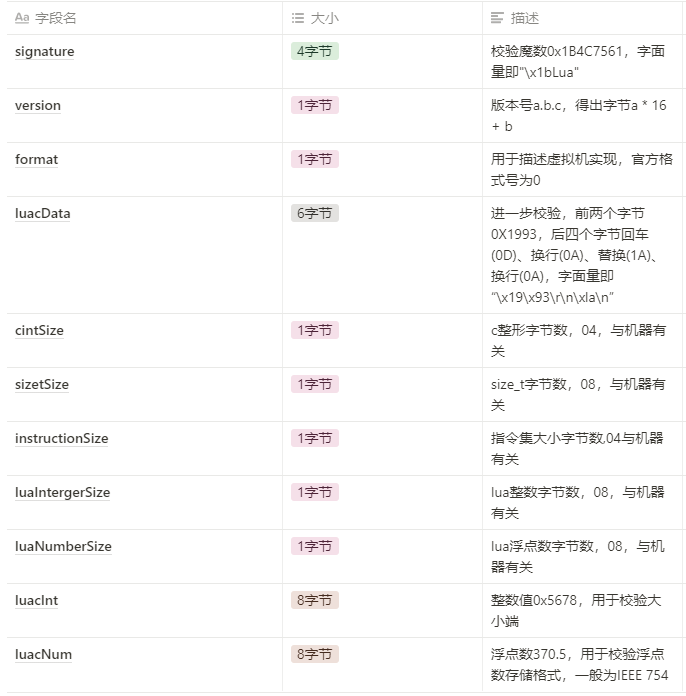 Aa 字段名 大小 描述
signature 4字节 校验魔数0x1B4C7561，字面
量即"\x1bLua"
version 1字节 版本号a.b.c，得出字节a * 16
+ b
format 1字节 用于描述虚拟机实现，官方格
式号为0
luacData 6字节 进一步校验，前两个字节
0X1993，后四个字节回车
(0D)、换行(0A)、替换(1A)、
换行(0A)，字面量即
“\x19\x93\r\n\xla\n”
cintSize 1字节 c整形字节数，04，与机器有
关
sizetSize 1字节 size_t字节数，08，与机器有
关
instructionSize 1字节 指令集大小字节数,04与机器
有关
luaIntergerSize 1字节 lua整数字节数，08，与机器
有关
luaNumberSize 1字节 lua浮点数字节数，08，与机
器有关
luacInt 8字节 整数值0x5678，用于校验大
小端
luacNum 8字节 浮点数370.5，用于校验浮点
数存储格式，一般为IEEE 754